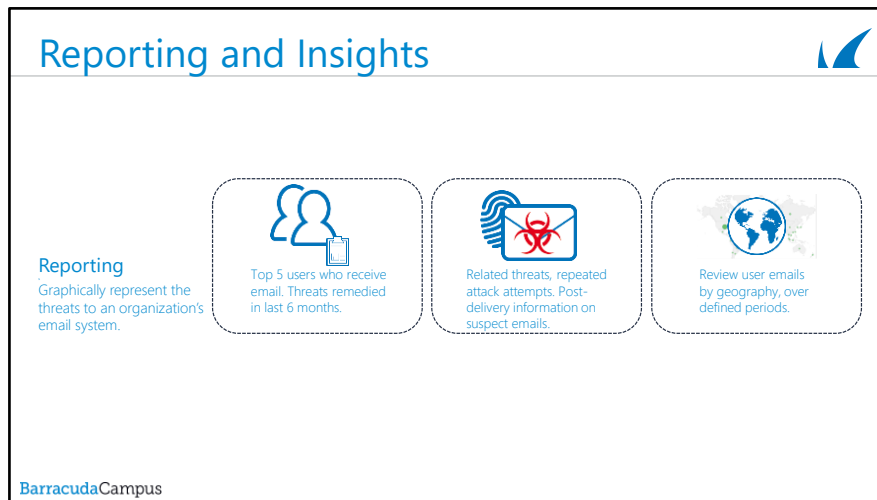 Reporting and Insights
Reporting
Graphically represent the
threats to an organization's
email system.
Top 5 users who receive
email. Threats remedied
in last 6 months.
Related threats, repeated
attack attempts. Post-
delivery information on
suspect emails.
Review user emails
by geography, over
defined periods.
BarracudaCampus